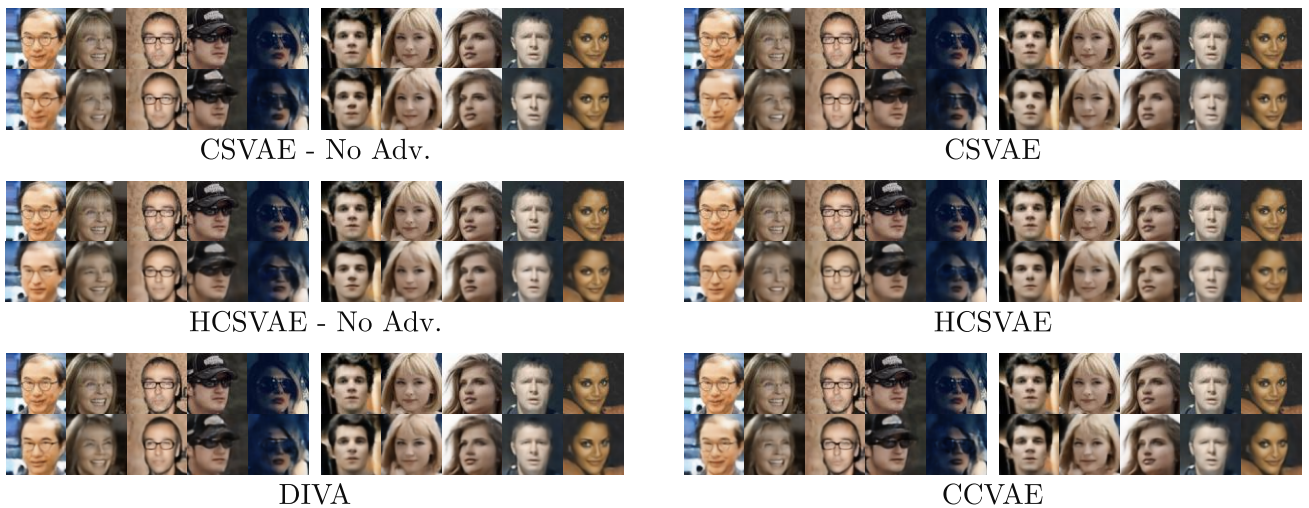 CSVAE - No Adv.
CSVAE
HCSVAE - No Adv.
HCSVAE
DIVA
CCVAE